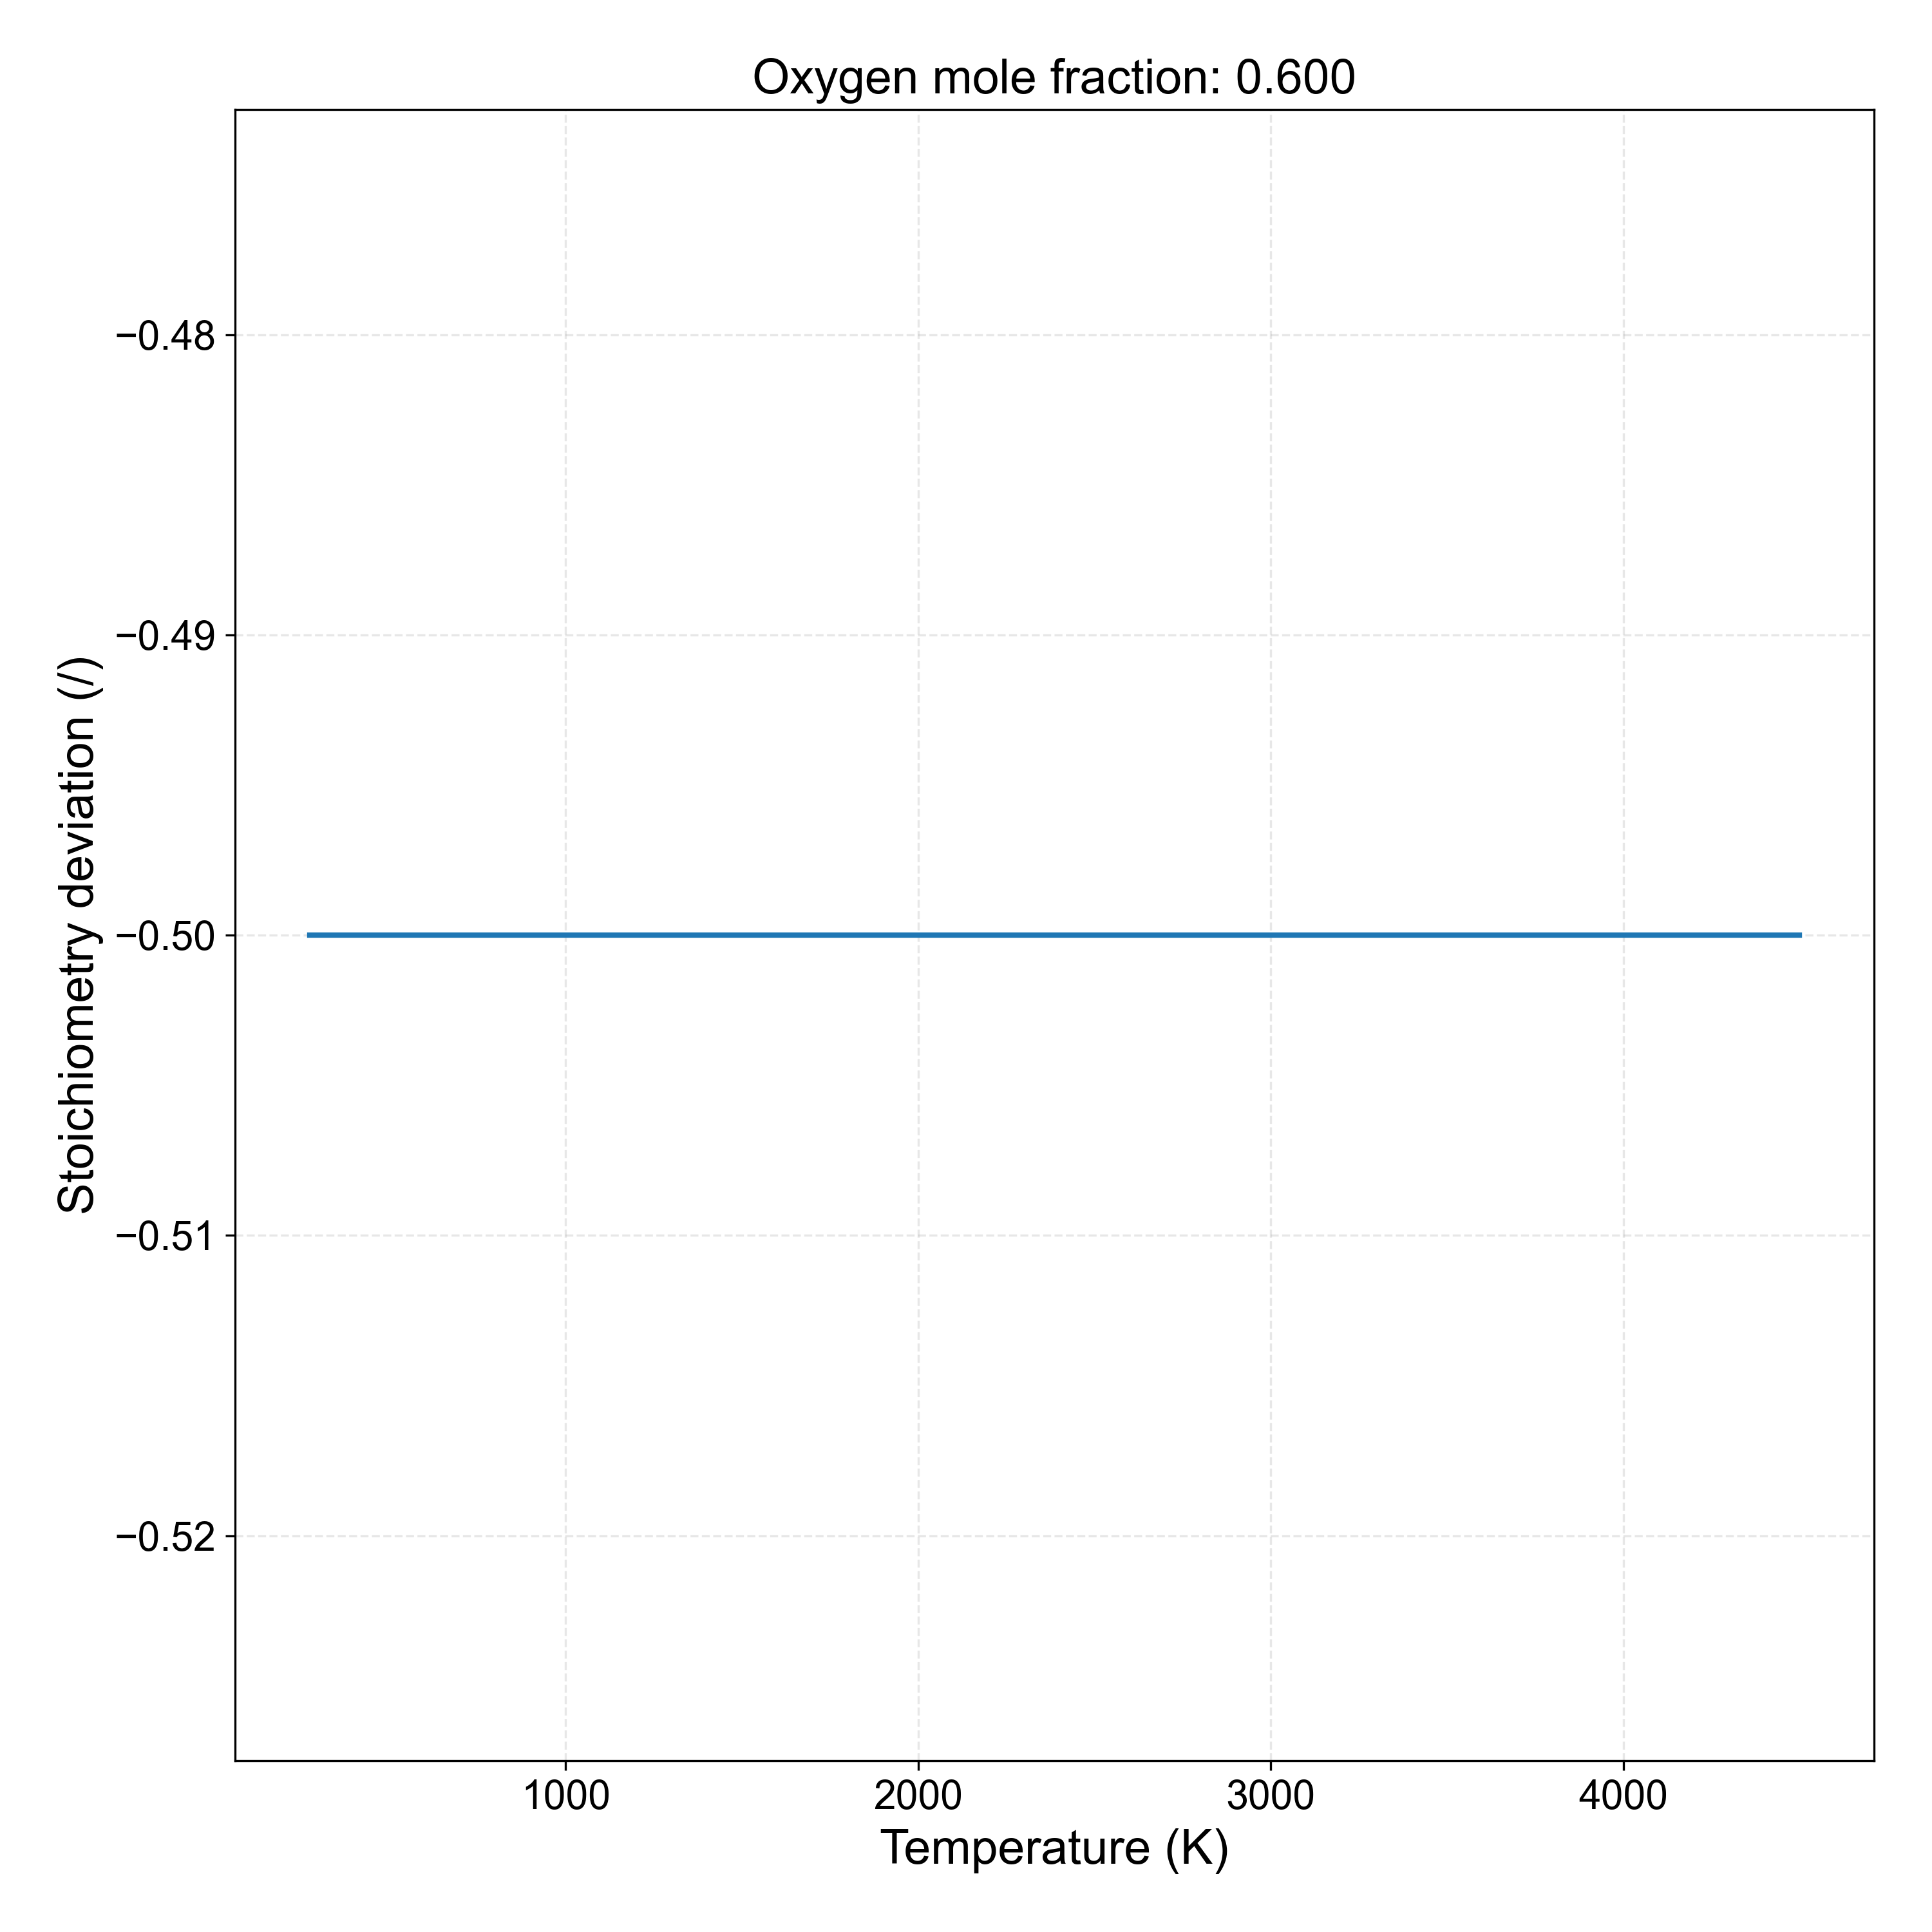 Oxygen mole fraction: 0.600
−0.48
−0.49
−0.50
−0.51
−0.52
Stoichiometry deviation (/)
1000 2000 3000 4000
Temperature (K)